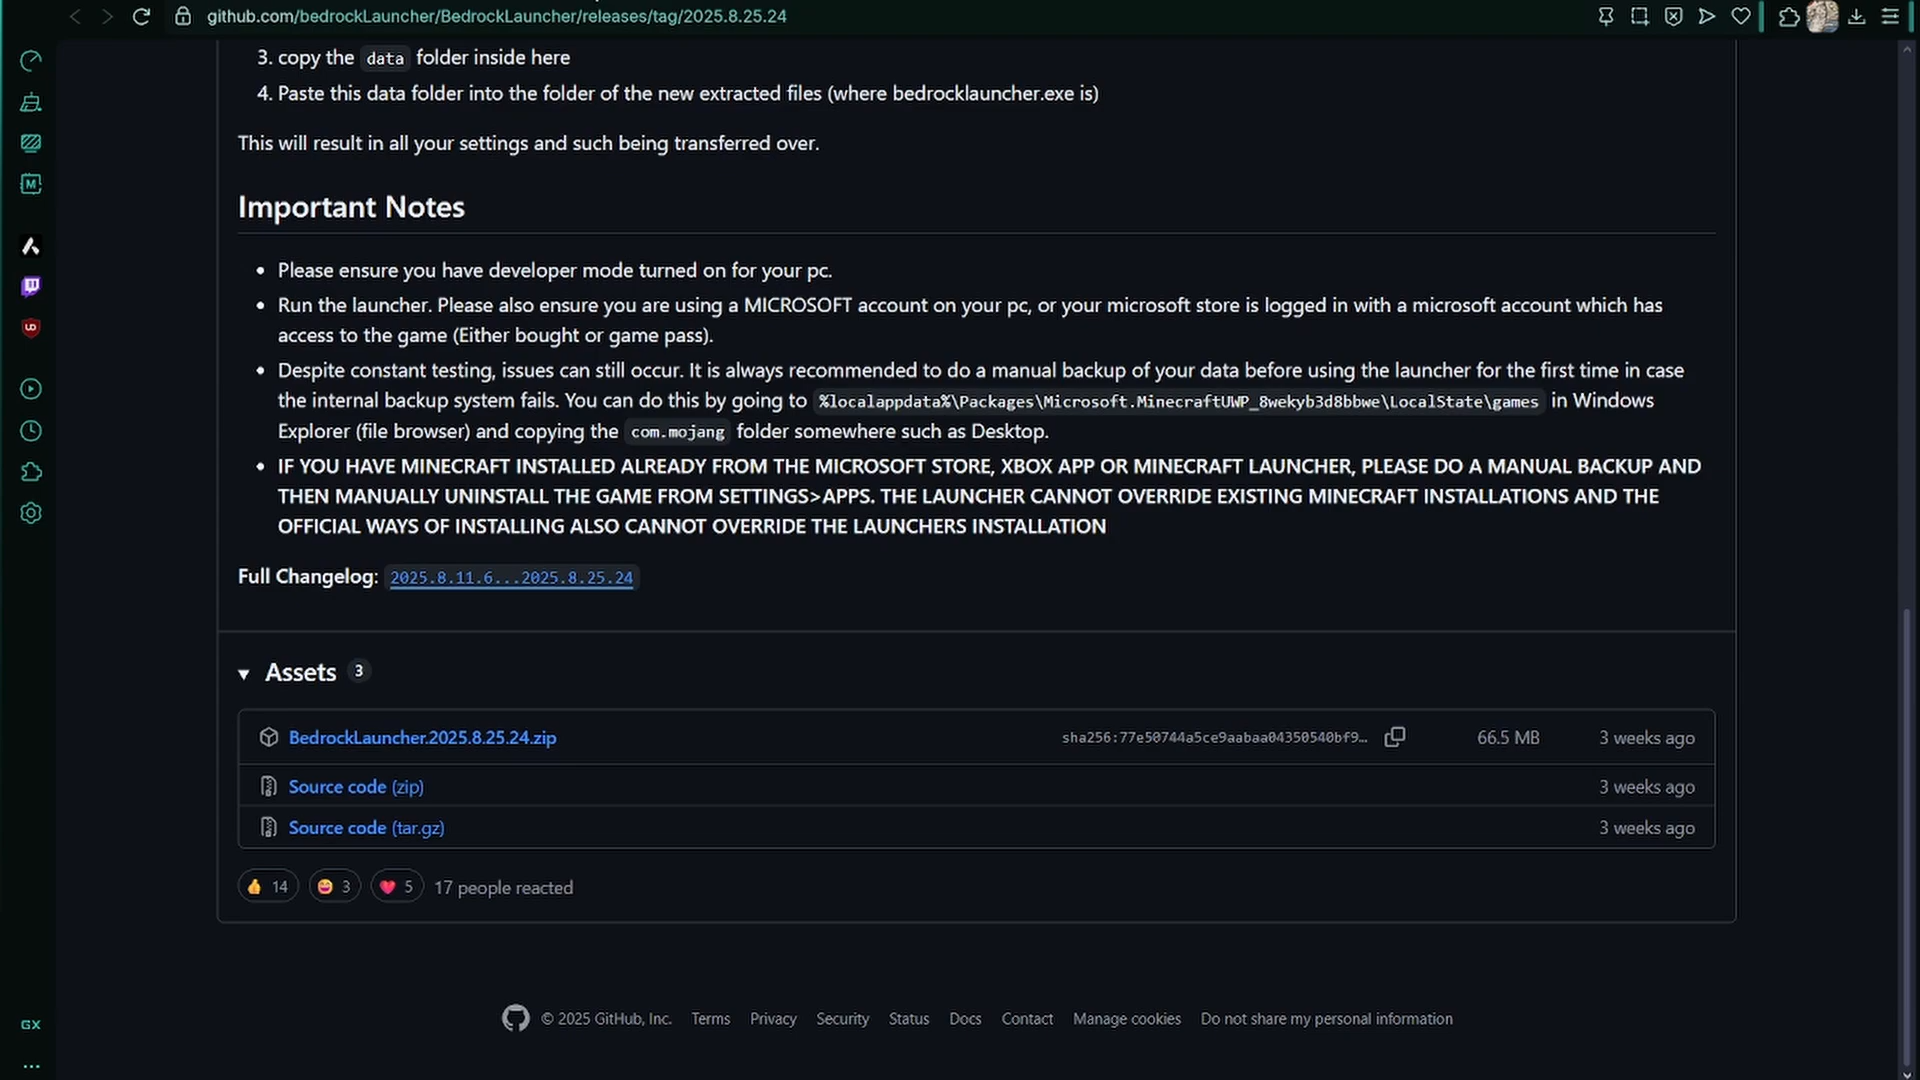 github.com/bedrockLauncher/BedrockLauncher/releases/tag/2025.8.25.24
3. copy the data folder inside here
4. Paste this data folder into the folder of the new extracted files (where bedrocklauncher.exe is)
This will result in all your settings and such being transferred over.
Important Notes
• Please ensure you have developer mode turned on for your pc.
• Run the launcher. Please also ensure you are using a MICROSOFT account on your pc, or your microsoft store is logged in with a microsoft account which has
access to the game (Either bought or game pass).
• Despite constant testing, issues can still occur. It is always recommended to do a manual backup of your data before using the launcher for the first time in case
the internal backup system fails. You can do this by going to %localappdata%\Packages\Microsoft.MinecraftUWP_8wekyb3d8bbwe\LocalState\games in Windows
Explorer (file browser) and copying the com.mojang folder somewhere such as Desktop.
• IF YOU HAVE MINECRAFT INSTALLED ALREADY FROM THE MICROSOFT STORE, XBOX APP OR MINECRAFT LAUNCHER, PLEASE DO A MANUAL BACKUP AND
THEN MANUALLY UNINSTALL THE GAME FROM SETTINGS>APPS. THE LAUNCHER CANNOT OVERRIDE EXISTING MINECRAFT INSTALLATIONS AND THE
OFFICIAL WAYS OF INSTALLING ALSO CANNOT OVERRIDE THE LAUNCHERS INSTALLATION
Full Changelog: 2025.8.11.6...2025.8.25.24
Assets 3
BedrockLauncher.2025.8.25.24.zip sha256:77e50744a5ce9aabaa04350540bf9… 66.5 MB 3 weeks ago
Source code (zip) 3 weeks ago
Source code (tar.gz) 3 weeks ago
👍 14 😄 3 ❤️ 5 17 people reacted
GX
© 2025 GitHub, Inc. Terms Privacy Security Status Docs Contact Manage cookies Do not share my personal information